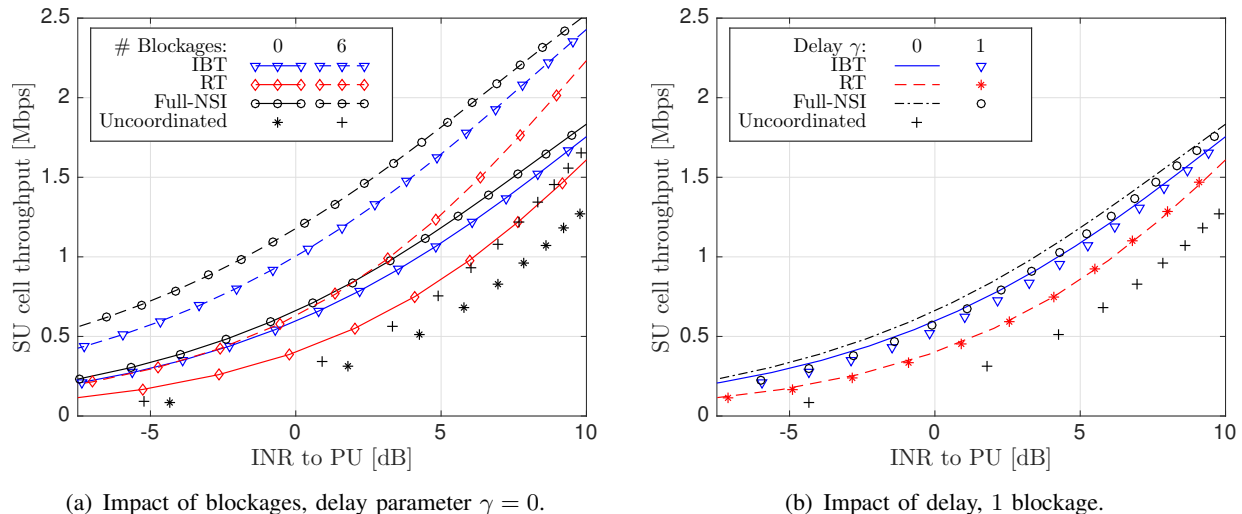 SU cell throughput [Mbps]
2.5
2
1.5
1
0.5
0
-5
0
5
10
INR to PU [dB]
# Blockages: 0 6
IBT
RT
Full-NSI
Uncoordinated
(a) Impact of blockages, delay parameter γ = 0.
SU cell throughput [Mbps]
2.5
2
1.5
1
0.5
0
-5
0
5
10
INR to PU [dB]
Delay γ: 0 1
IBT
RT
Full-NSI
Uncoordinated
(b) Impact of delay, 1 blockage.